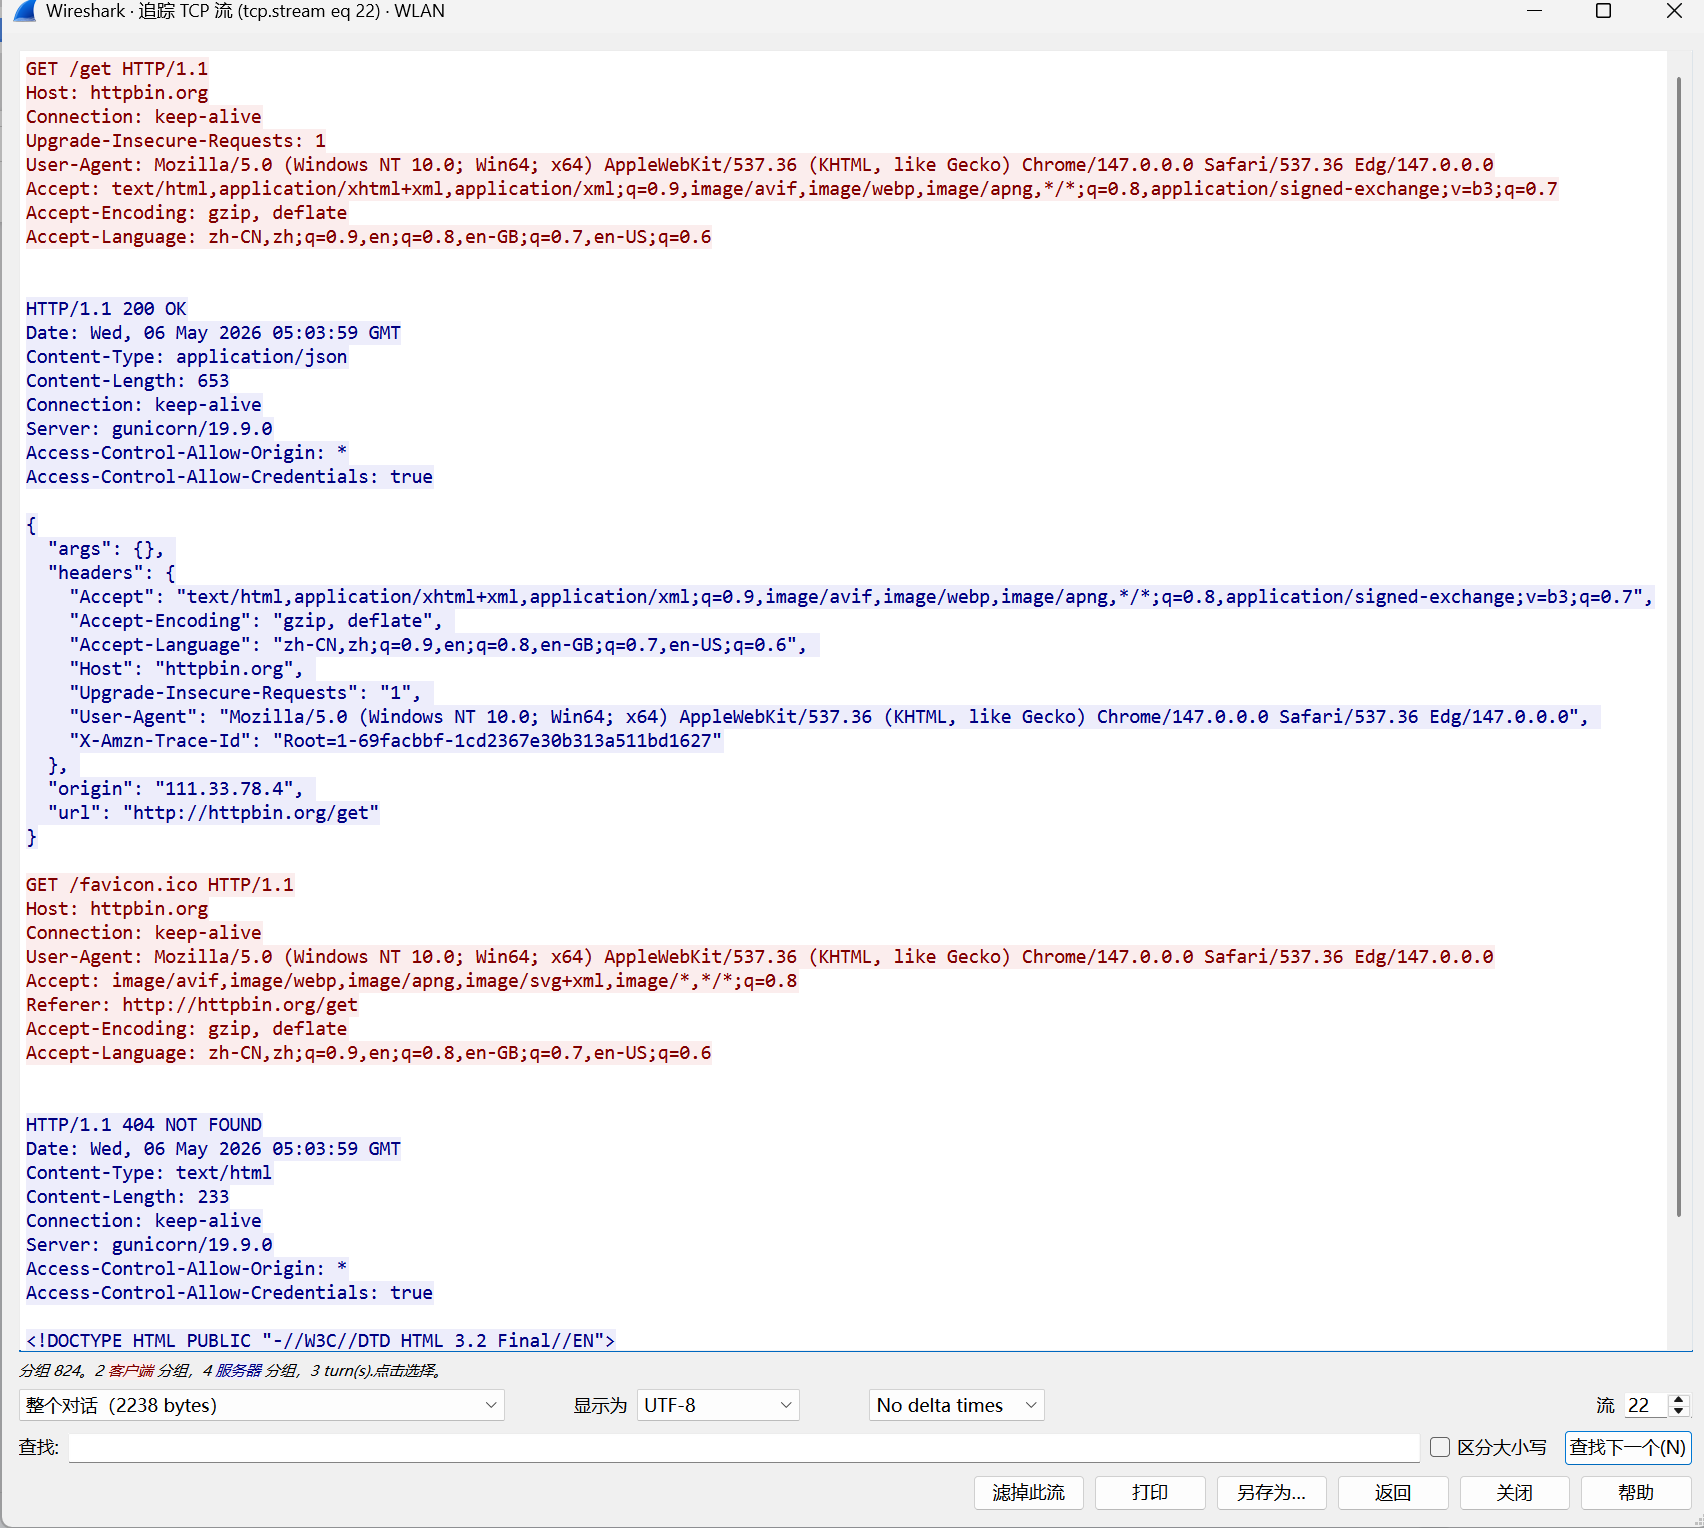 Wireshark · 追踪 TCP 流 (tcp.stream eq 22) · WLAN
GET /get HTTP/1.1
Host: httpbin.org
Connection: keep-alive
Upgrade-Insecure-Requests: 1
User-Agent: Mozilla/5.0 (Windows NT 10.0; Win64; x64) AppleWebKit/537.36 (KHTML, like Gecko) Chrome/147.0.0.0 Safari/537.36 Edg/147.0.0.0
Accept: text/html,application/xhtml+xml,application/xml;q=0.9,image/avif,image/webp,image/apng,*/*;q=0.8,application/signed-exchange;v=b3;q=0.7
Accept-Encoding: gzip, deflate
Accept-Language: zh-CN,zh;q=0.9,en;q=0.8,en-GB;q=0.7,en-US;q=0.6
HTTP/1.1 200 OK
Date: Wed, 06 May 2026 05:03:59 GMT
Content-Type: application/json
Content-Length: 653
Connection: keep-alive
Server: gunicorn/19.9.0
Access-Control-Allow-Origin: *
Access-Control-Allow-Credentials: true
{
  "args": {},
  "headers": {
    "Accept": "text/html,application/xhtml+xml,application/xml;q=0.9,image/avif,image/webp,image/apng,*/*;q=0.8,application/signed-exchange;v=b3;q=0.7",
    "Accept-Encoding": "gzip, deflate",
    "Accept-Language": "zh-CN,zh;q=0.9,en;q=0.8,en-GB;q=0.7,en-US;q=0.6",
    "Host": "httpbin.org",
    "Upgrade-Insecure-Requests": "1",
    "User-Agent": "Mozilla/5.0 (Windows NT 10.0; Win64; x64) AppleWebKit/537.36 (KHTML, like Gecko) Chrome/147.0.0.0 Safari/537.36 Edg/147.0.0.0",
    "X-Amzn-Trace-Id": "Root=1-69facbbf-1cd2367e30b313a511bd1627"
  },
  "origin": "111.33.78.4",
  "url": "http://httpbin.org/get"
}
GET /favicon.ico HTTP/1.1
Host: httpbin.org
Connection: keep-alive
User-Agent: Mozilla/5.0 (Windows NT 10.0; Win64; x64) AppleWebKit/537.36 (KHTML, like Gecko) Chrome/147.0.0.0 Safari/537.36 Edg/147.0.0.0
Accept: image/avif,image/webp,image/apng,image/svg+xml,image/*,*/*;q=0.8
Referer: http://httpbin.org/get
Accept-Encoding: gzip, deflate
Accept-Language: zh-CN,zh;q=0.9,en;q=0.8,en-GB;q=0.7,en-US;q=0.6
HTTP/1.1 404 NOT FOUND
Date: Wed, 06 May 2026 05:03:59 GMT
Content-Type: text/html
Content-Length: 233
Connection: keep-alive
Server: gunicorn/19.9.0
Access-Control-Allow-Origin: *
Access-Control-Allow-Credentials: true
<!DOCTYPE HTML PUBLIC "-//W3C//DTD HTML 3.2 Final//EN">
分组 824。2 客户端 分组，4 服务器 分组，3 turn(s).点击选择。
整个对话（2238 bytes） 显示为 UTF-8 No delta times 流 22
查找: 区分大小写 查找下一个(N)
滤掉此流 打印 另存为… 返回 关闭 帮助